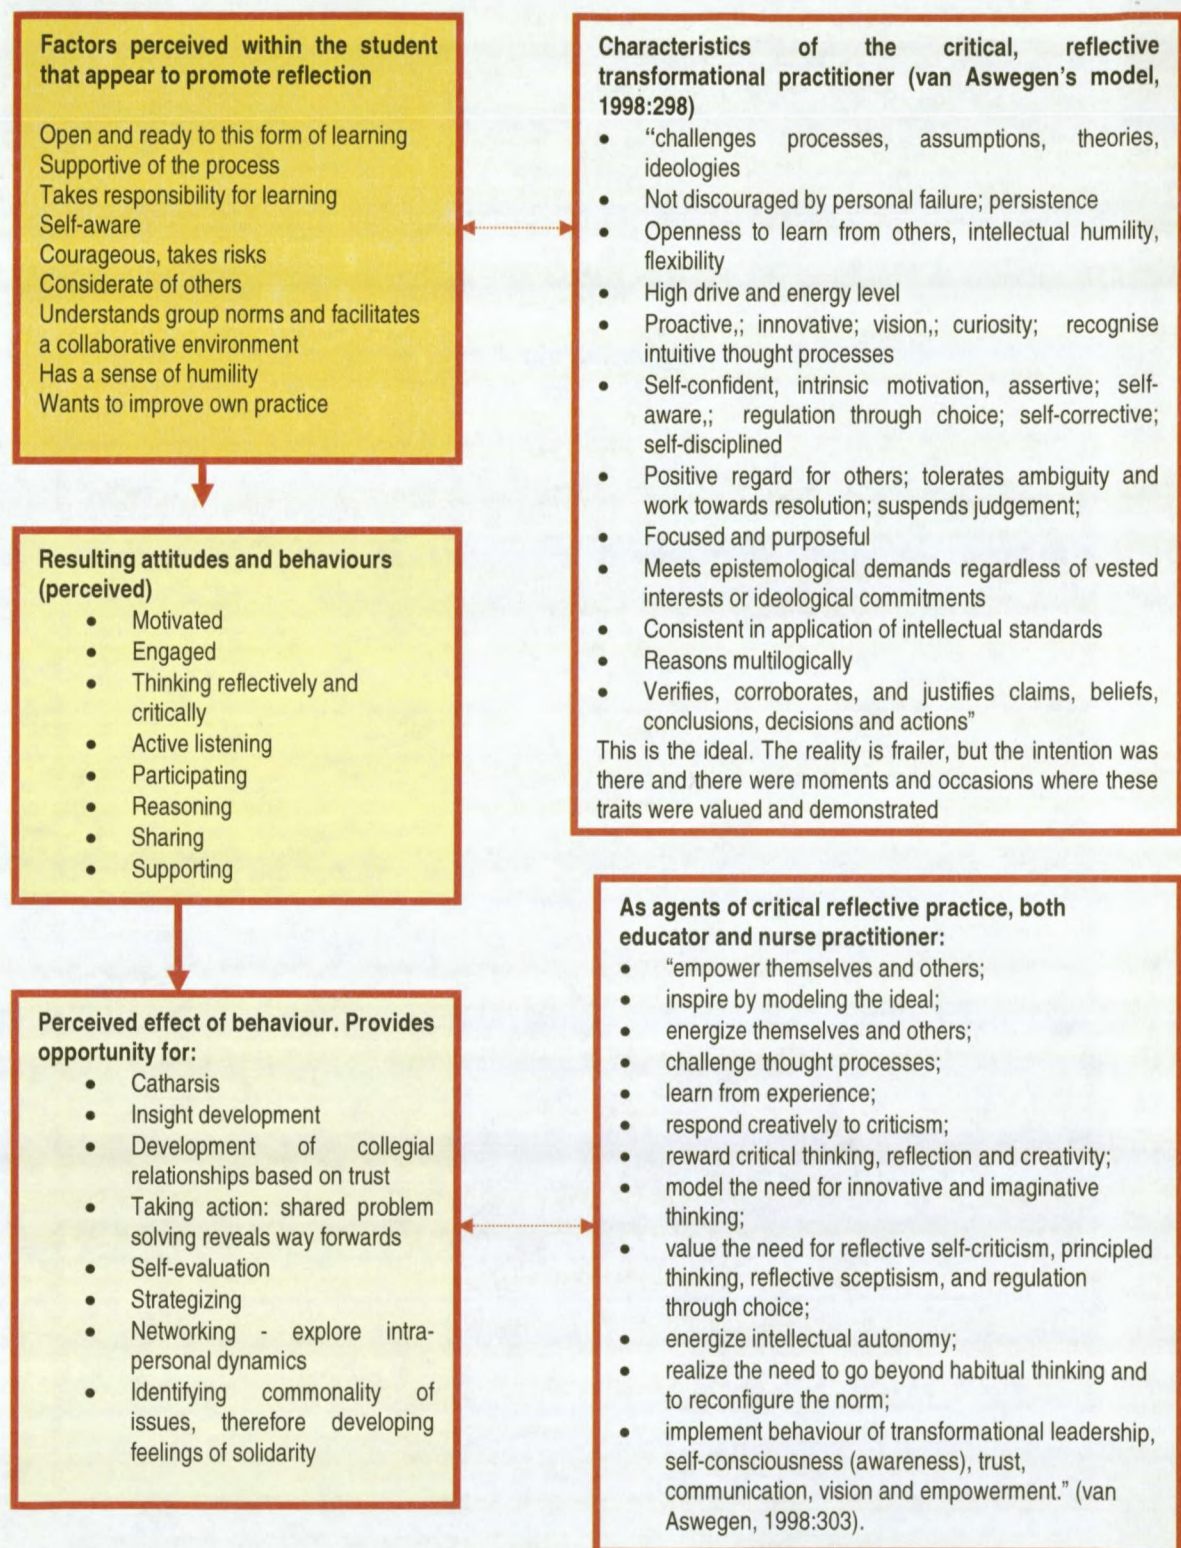 Factors perceived within the student
that appear to promote reflection
Open and ready to this form of learning
Supportive of the process
Takes responsibility for learning
Self-aware
Courageous, takes risks
Considerate of others
Understands group norms and facilitates
a collaborative environment
Has a sense of humility
Wants to improve own practice
Resulting attitudes and behaviours
(perceived)
• Motivated
• Engaged
• Thinking reflectively and
critically
• Active listening
• Participating
• Reasoning
• Sharing
• Supporting
Perceived effect of behaviour. Provides
opportunity for:
• Catharsis
• Insight development
• Development of collegial
relationships based on trust
• Taking action: shared problem
solving reveals way forwards
• Self-evaluation
• Strategizing
• Networking - explore intra-
personal dynamics
• Identifying commonality of
issues, therefore developing
feelings of solidarity
Characteristics of the critical, reflective
transformational practitioner (van Aswegen's model,
1998:298)
• "challenges processes, assumptions, theories,
ideologies
• Not discouraged by personal failure; persistence
• Openness to learn from others, intellectual humility,
flexibility
• High drive and energy level
• Proactive,; innovative; vision,; curiosity; recognise
intuitive thought processes
• Self-confident, intrinsic motivation, assertive; self-
aware,; regulation through choice; self-corrective;
self-disciplined
• Positive regard for others; tolerates ambiguity and
work towards resolution; suspends judgement;
• Focused and purposeful
• Meets epistemological demands regardless of vested
interests or ideological commitments
• Consistent in application of intellectual standards
• Reasons multilogically
• Verifies, corroborates, and justifies claims, beliefs,
conclusions, decisions and actions"
This is the ideal. The reality is frailer, but the intention was
there and there were moments and occasions where these
traits were valued and demonstrated
As agents of critical reflective practice, both
educator and nurse practitioner:
• "empower themselves and others;
• inspire by modeling the ideal;
• energize themselves and others;
• challenge thought processes;
• learn from experience;
• respond creatively to criticism;
• reward critical thinking, reflection and creativity;
• model the need for innovative and imaginative
thinking;
• value the need for reflective self-criticism, principled
thinking, reflective sceptisism, and regulation
through choice;
• energize intellectual autonomy;
• realize the need to go beyond habitual thinking and
to reconfigure the norm;
• implement behaviour of transformational leadership,
self-consciousness (awareness), trust,
communication, vision and empowerment." (van
Aswegen, 1998:303).